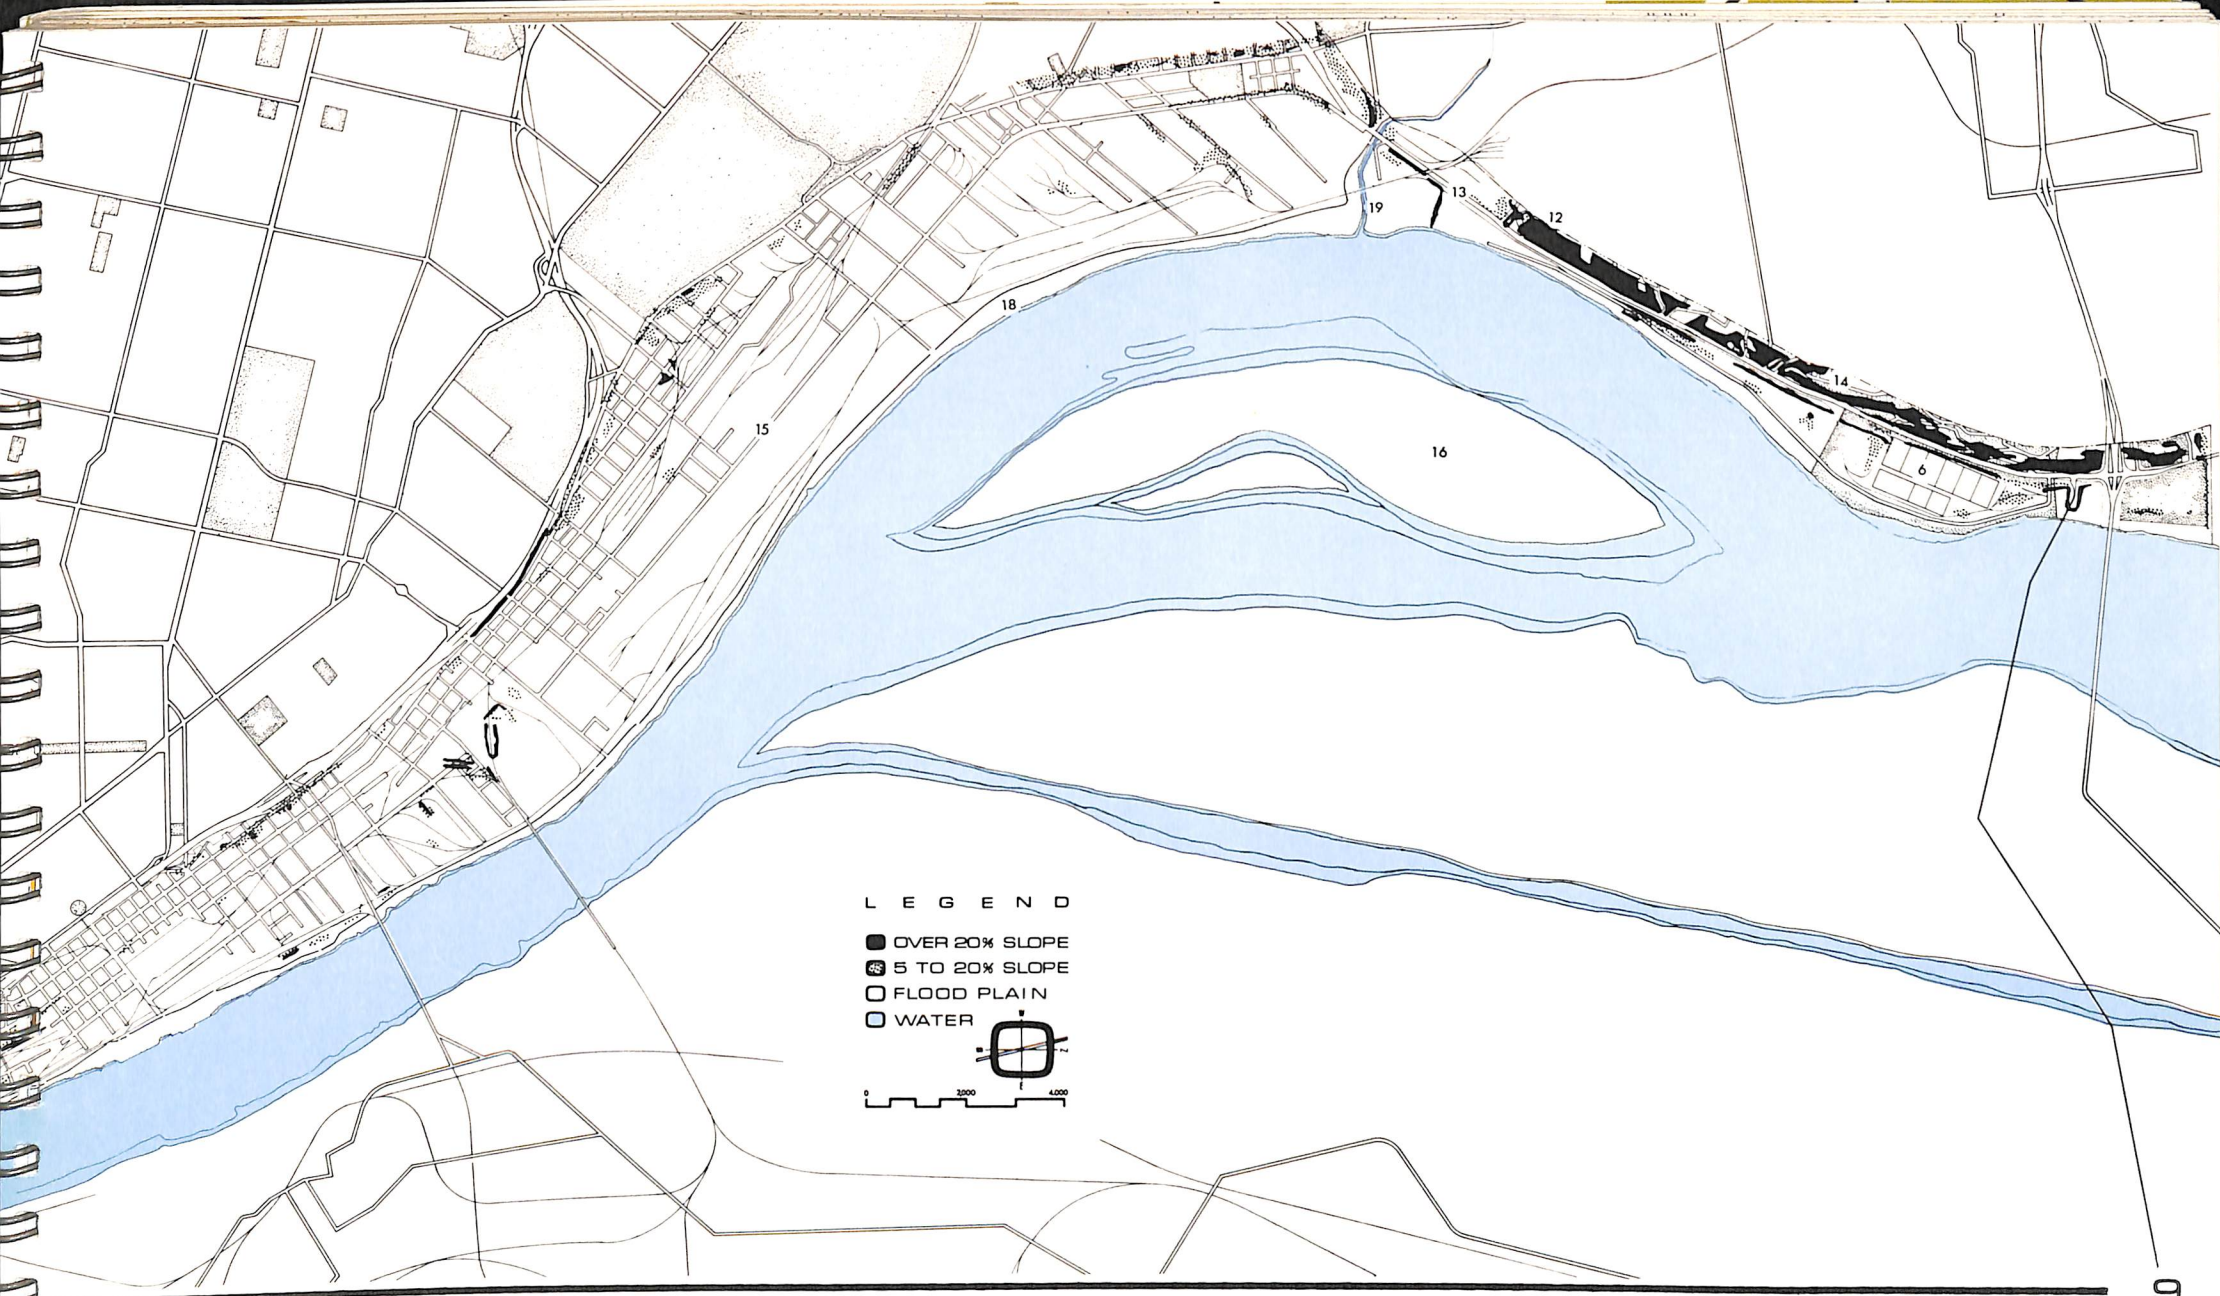 12
13
19
18
14
15
16
6
L E G E N D
OVER 20% SLOPE
5 TO 20% SLOPE
FLOOD PLAIN
WATER
W
N
E
0 2,000 4,000
9